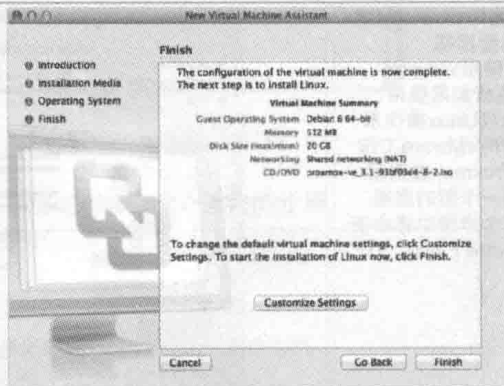 New Virtual Machine Assistant
Finish
Introduction
Installation Media
Operating System
Finish
The configuration of the virtual machine is now complete.
The next step is to install Linux.
Virtual Machine Summary
Guest Operating System Debian 6 64-bit
Memory 512 MB
Disk Size (maximum) 20 GB
Networking Shared networking (NAT)
CD/DVD
To change the default virtual machine settings, click Customize
Settings. To start the installation of Linux now, click Finish.
Customize Settings
Cancel
Go Back
Finish